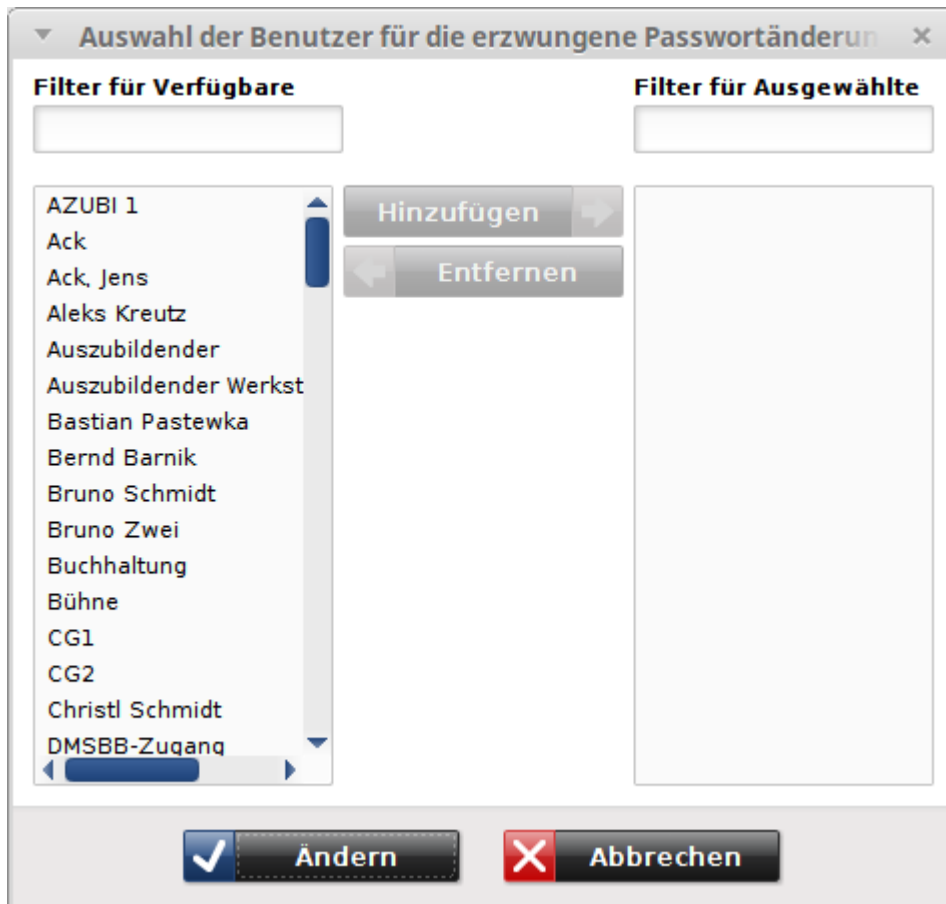 Auswahl der Benutzer für die erzwungene Passwortänderun
Filter für Verfügbare
Filter für Ausgewählte
AZUBI 1
Ack
Ack, Jens
Aleks Kreutz
Auszubildender
Auszubildender Werkst
Bastian Pastewka
Bernd Barnik
Bruno Schmidt
Bruno Zwei
Buchhaltung
Bühne
CG1
CG2
Christl Schmidt
DMSBB-Zugang
Hinzufügen
Entfernen
Ändern
Abbrechen